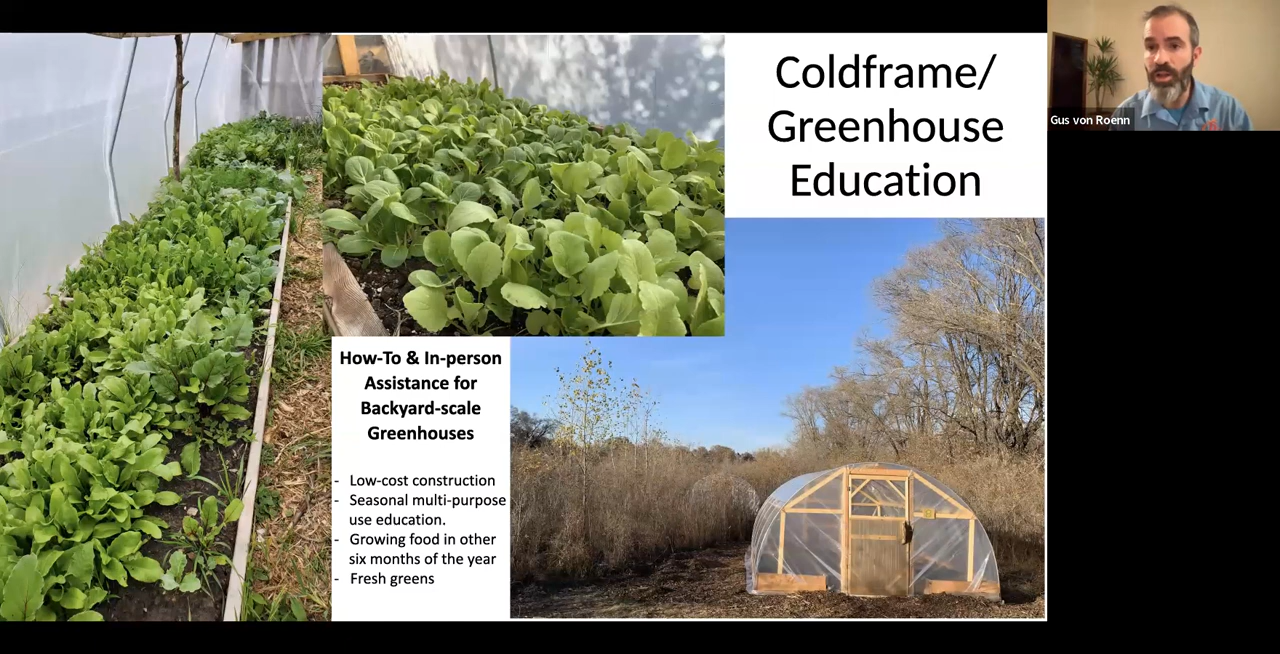 Coldframe/
Greenhouse
Education
Gus von Roenn
How-To & In-person
Assistance for
Backyard-scale
Greenhouses
- Low-cost construction
- Seasonal multi-purpose
use education.
- Growing food in other
six months of the year
- Fresh greens